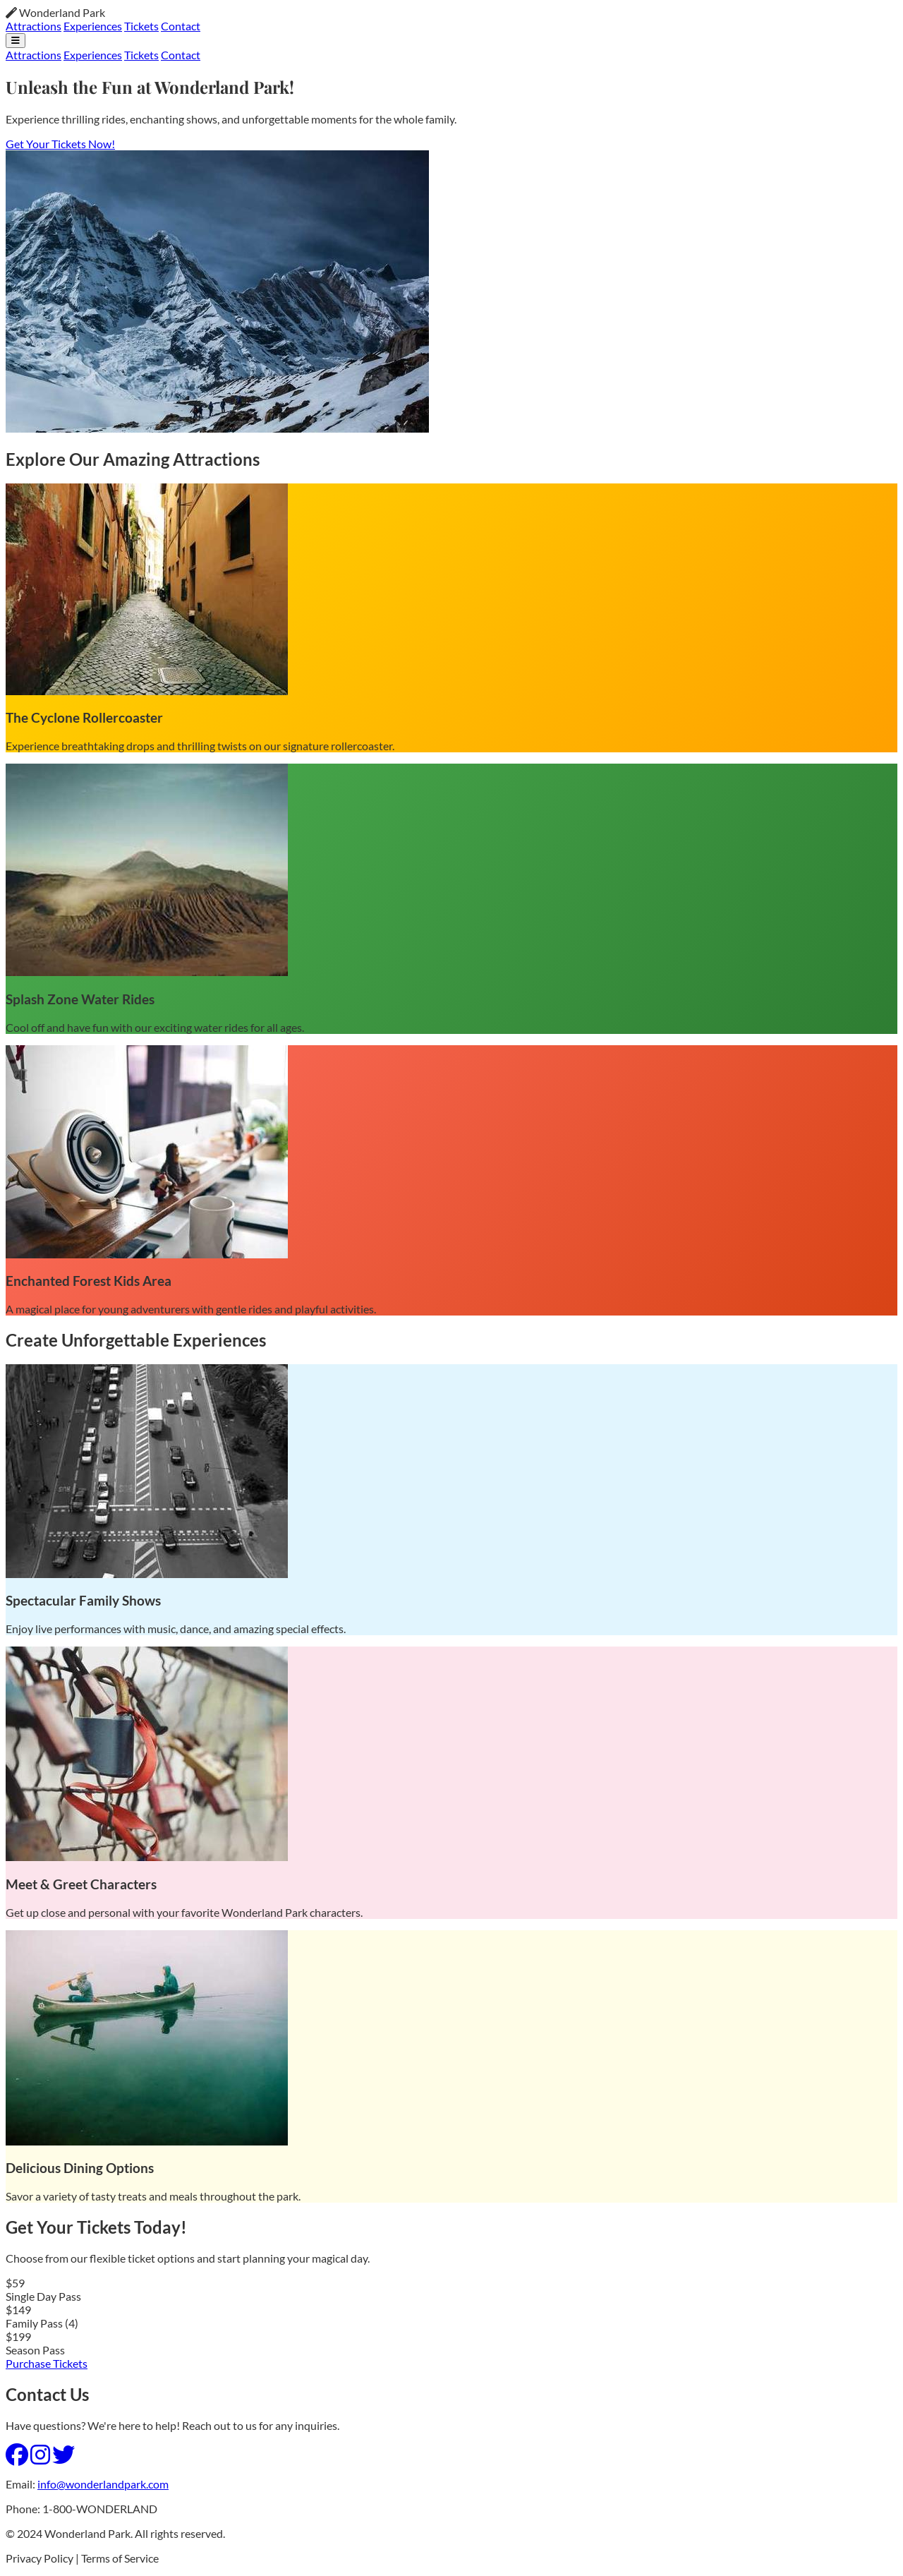 Wonderland Park
Attractions Experiences Tickets Contact
Attractions Experiences Tickets Contact
Unleash the Fun at Wonderland Park!
Experience thrilling rides, enchanting shows, and unforgettable moments for the whole family.
Get Your Tickets Now!
Explore Our Amazing Attractions
The Cyclone Rollercoaster
Experience breathtaking drops and thrilling twists on our signature rollercoaster.
Splash Zone Water Rides
Cool off and have fun with our exciting water rides for all ages.
Enchanted Forest Kids Area
A magical place for young adventurers with gentle rides and playful activities.
Create Unforgettable Experiences
Spectacular Family Shows
Enjoy live performances with music, dance, and amazing special effects.
Meet & Greet Characters
Get up close and personal with your favorite Wonderland Park characters.
Delicious Dining Options
Savor a variety of tasty treats and meals throughout the park.
Get Your Tickets Today!
Choose from our flexible ticket options and start planning your magical day.
$59
Single Day Pass
$149
Family Pass (4)
$199
Season Pass
Purchase Tickets
Contact Us
Have questions? We're here to help! Reach out to us for any inquiries.
Email: info@wonderlandpark.com
Phone: 1-800-WONDERLAND
© 2024 Wonderland Park. All rights reserved.
Privacy Policy | Terms of Service